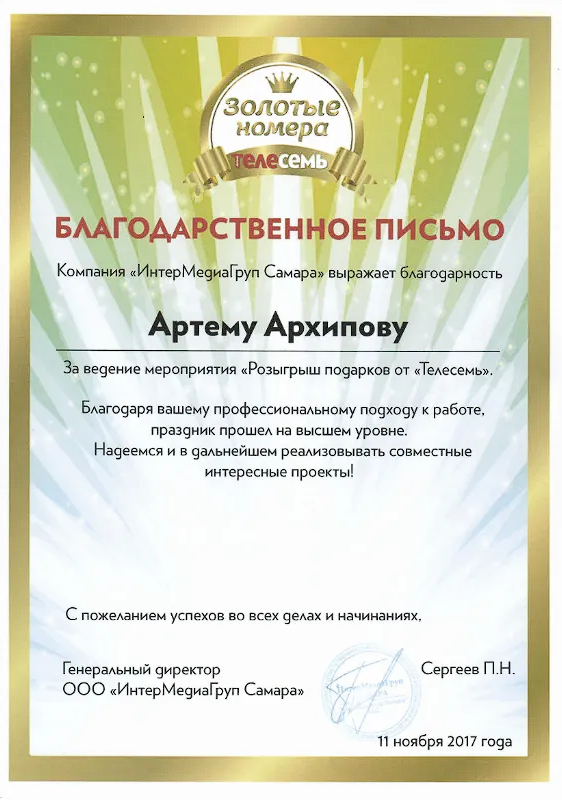 Золотые
номера
телесемь
БЛАГОДАРСТВЕННОЕ ПИСЬМО
Компания «ИнтерМедиаГруп Самара» выражает благодарность
Артему Архипову
За ведение мероприятия «Розыгрыш подарков от «Телесемь».
Благодаря вашему профессиональному подходу к работе,
праздник прошел на высшем уровне.
Надеемся и в дальнейшем реализовывать совместные
интересные проекты!
С пожеланием успехов во всех делах и начинаниях,
Генеральный директор
ООО «ИнтерМедиаГруп Самара»
Сергеев П.Н.
11 ноября 2017 года